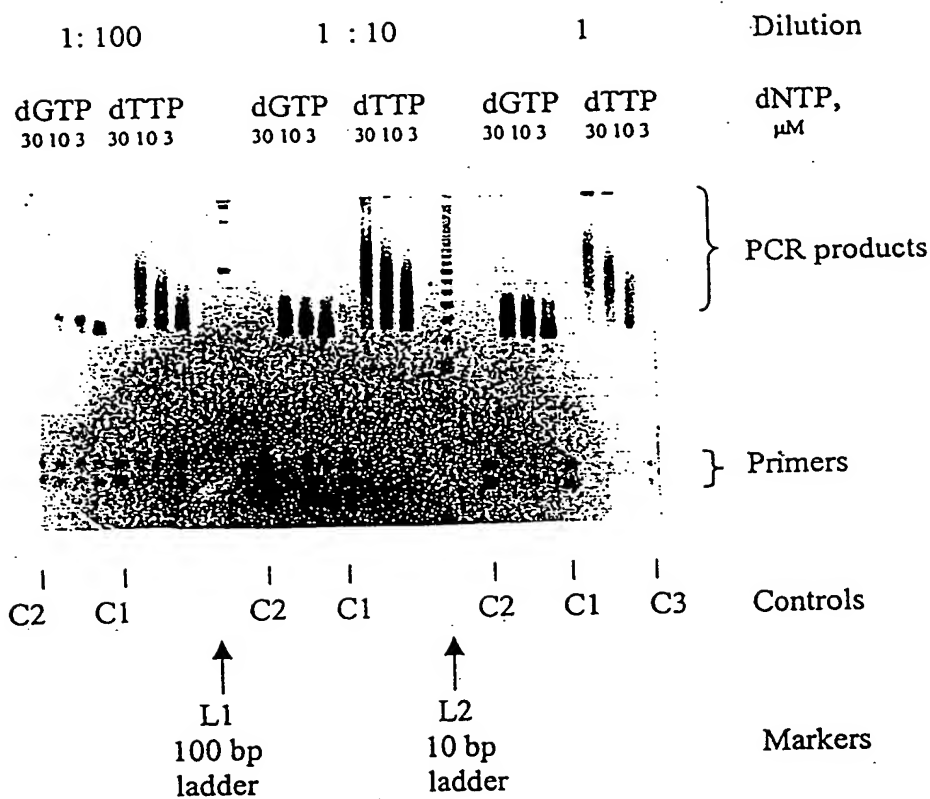 1: 100 1 : 10 1 Dilution
dGTP dTTP dGTP dTTP dGTP dTTP dNTP,
30 10 3 30 10 3 30 10 3 30 10 3 30 10 3 30 10 3 μM
PCR products
Primers
C2 C1 C2 C1 C2 C1 C3 Controls
L1 L2
100 bp 10 bp Markers
ladder ladder